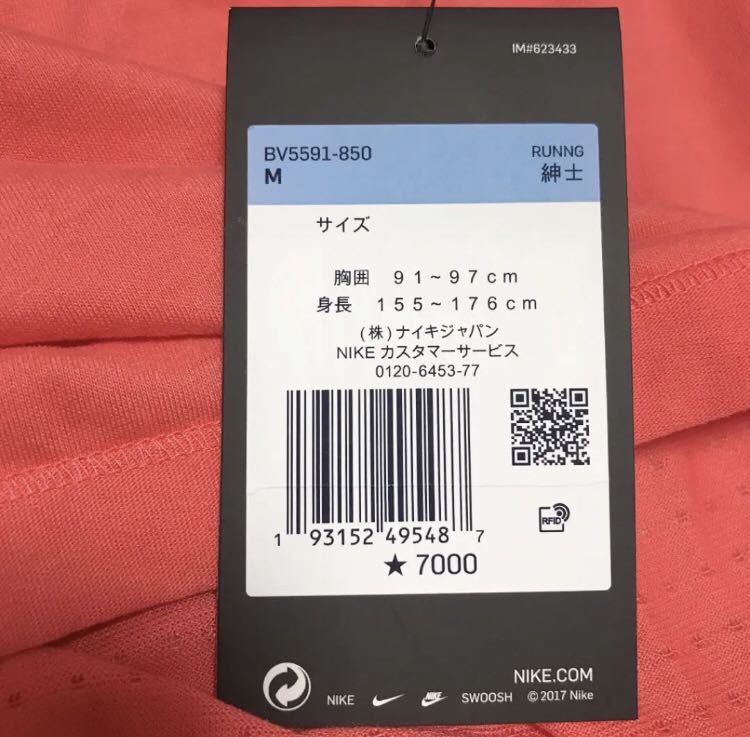 IM#623433
BV5591-850 RUNNG
M 紳士
サイズ
胸囲 91~97cm
身長 155~176cm
(株)ナイキジャパン
NIKE カスタマーサービス
0120-6453-77
RFID
1 93152 49548 7
★7000
NIKE.COM
NIKE NIKE SWOOSH ©2017 Nike